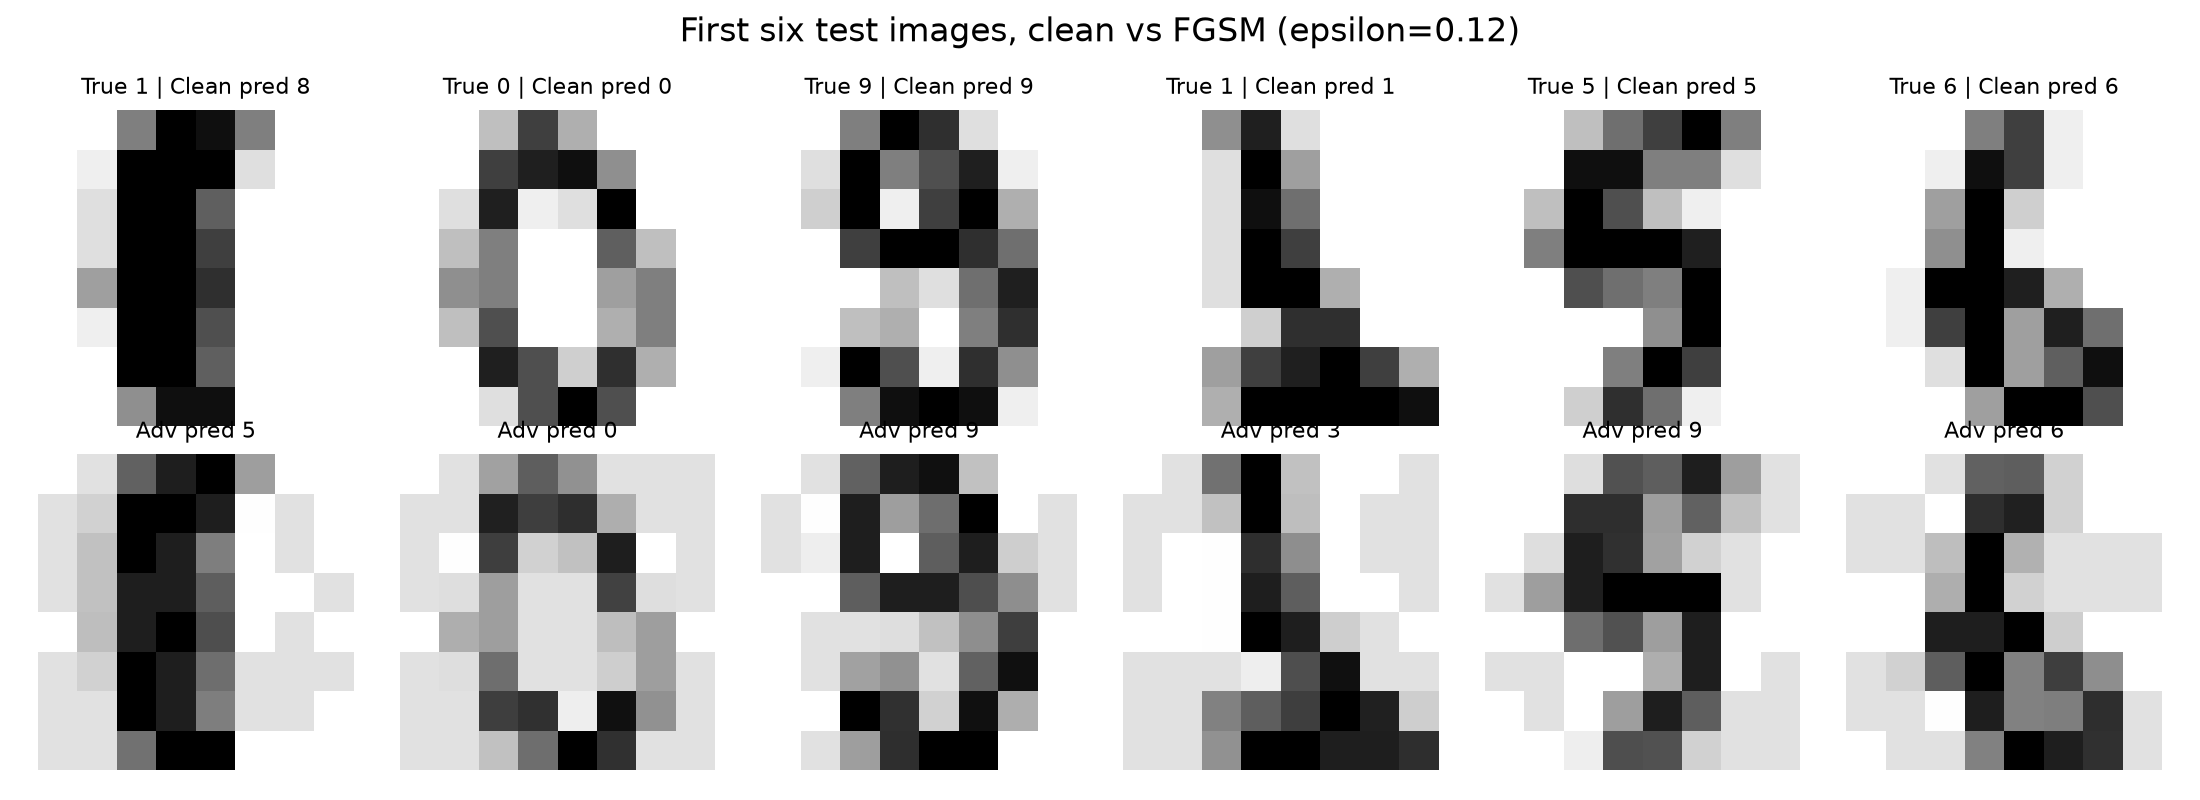 First six test images, clean vs FGSM (epsilon=0.12)
True 1 | Clean pred 8
True 0 | Clean pred 0
True 9 | Clean pred 9
True 1 | Clean pred 1
True 5 | Clean pred 5
True 6 | Clean pred 6
Adv pred 5
Adv pred 0
Adv pred 9
Adv pred 3
Adv pred 9
Adv pred 6